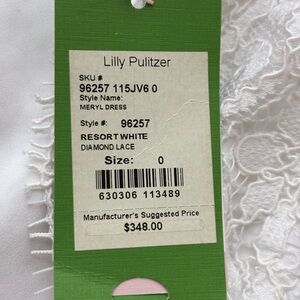 Lilly Pulitzer
SKU #
96257 115JV6 0
Style Name:
MERYL DRESS
Style #: 96257
RESORT WHITE
DIAMOND LACE
Size: 0
630306 113489
Manufacturer's Suggested Price
$348.00